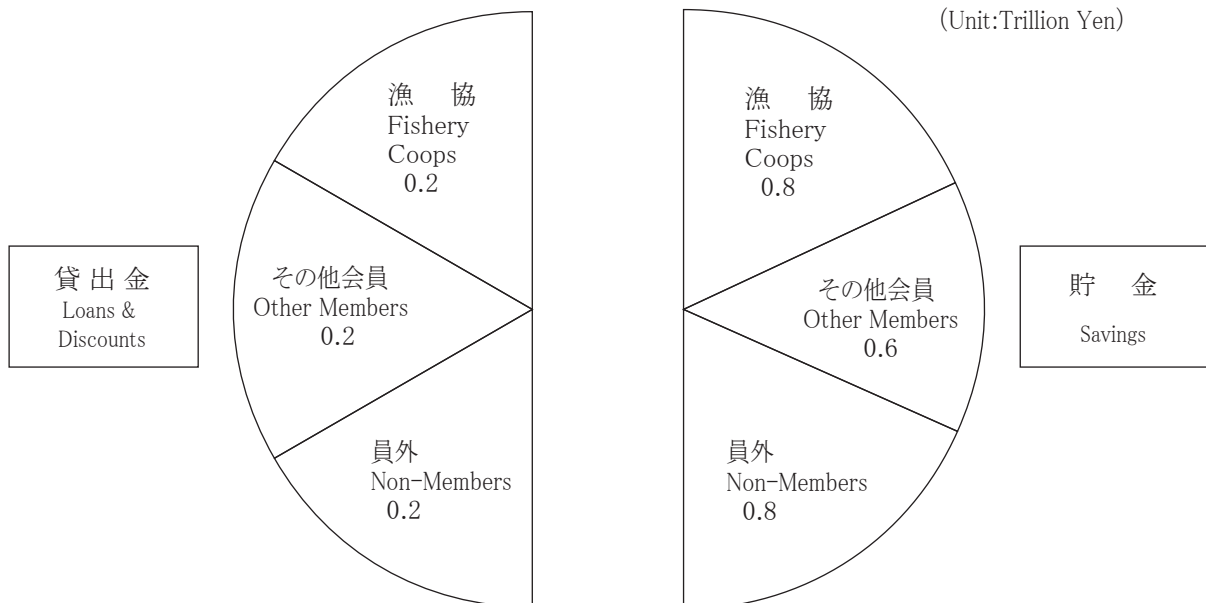 (Unit:Trillion Yen)
漁 協
Fishery
Coops
0.2
その他会員
Other Members
0.2
員外
Non-Members
0.2
貸出金
Loans &
Discounts
漁 協
Fishery
Coops
0.8
その他会員
Other Members
0.6
員外
Non-Members
0.8
貯 金
Savings